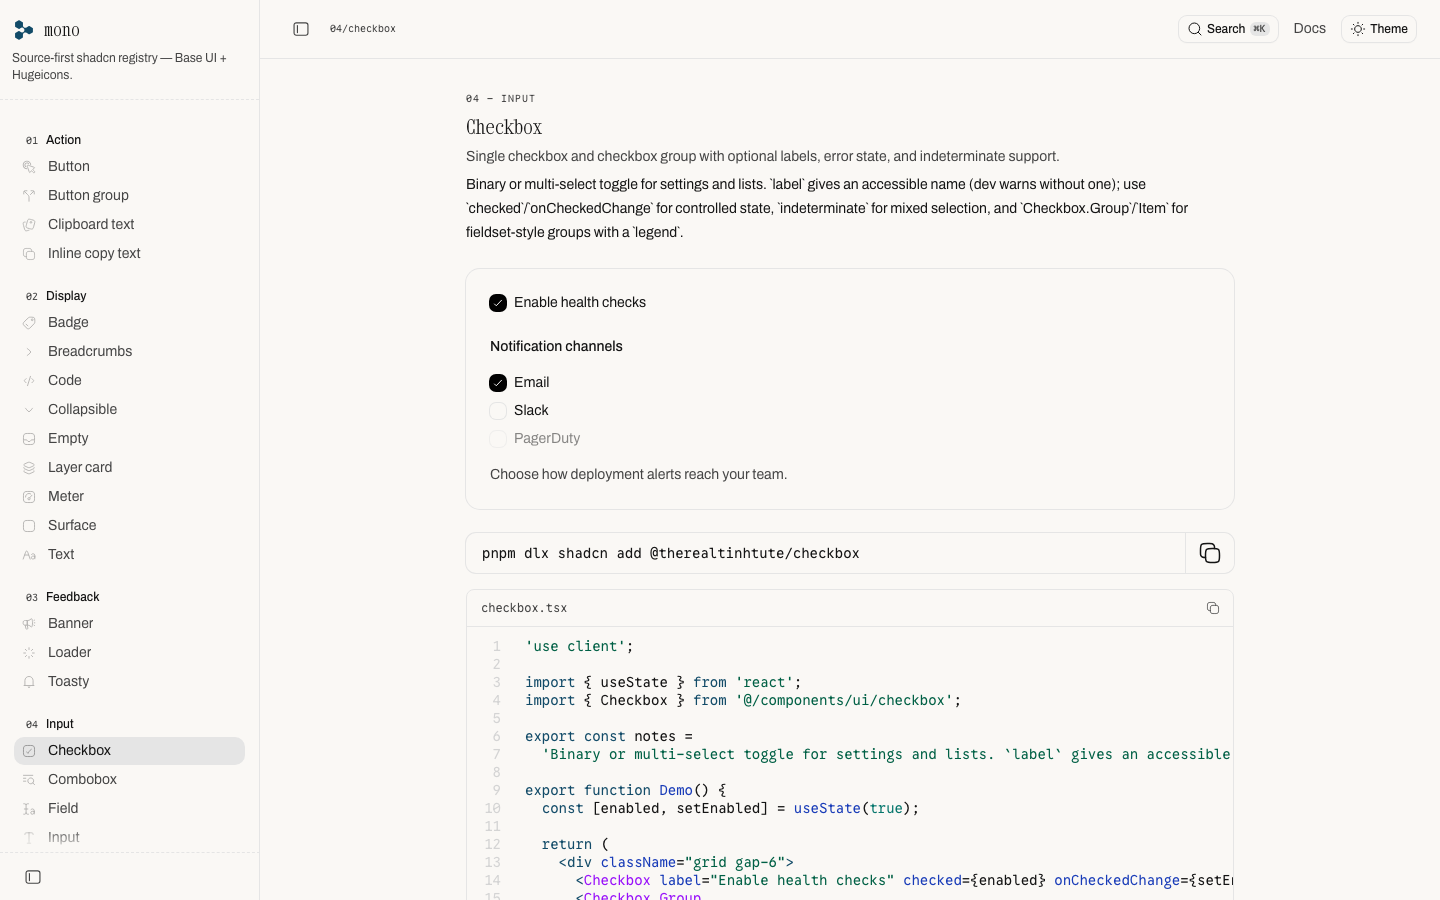 mono
Source-first shadcn registry — Base UI +
Hugeicons.
01 Action
Button
Button group
Clipboard text
Inline copy text
02 Display
Badge
Breadcrumbs
Code
Collapsible
Empty
Layer card
Meter
Surface
Text
03 Feedback
Banner
Loader
Toasty
04 Input
Checkbox
Combobox
Field
Input
04/checkbox
Search ⌘K
Docs
Theme
04 — INPUT
Checkbox
Single checkbox and checkbox group with optional labels, error state, and indeterminate support.
Binary or multi-select toggle for settings and lists. `label` gives an accessible name (dev warns without one); use
`checked`/`onCheckedChange` for controlled state, `indeterminate` for mixed selection, and `Checkbox.Group`/`Item` for
fieldset-style groups with a `legend`.
Enable health checks
Notification channels
Email
Slack
PagerDuty
Choose how deployment alerts reach your team.
pnpm dlx shadcn add @therealtinhtute/checkbox
checkbox.tsx
1 'use client';
2
3 import { useState } from 'react';
4 import { Checkbox } from '@/components/ui/checkbox';
5
6 export const notes =
7 'Binary or multi-select toggle for settings and lists. `label` gives an accessible
8
9 export function Demo() {
10 const [enabled, setEnabled] = useState(true);
11
12 return (
13 <div className="grid gap-6">
14 <Checkbox label="Enable health checks" checked={enabled} onCheckedChange={setEn
15 <Checkbox.Group